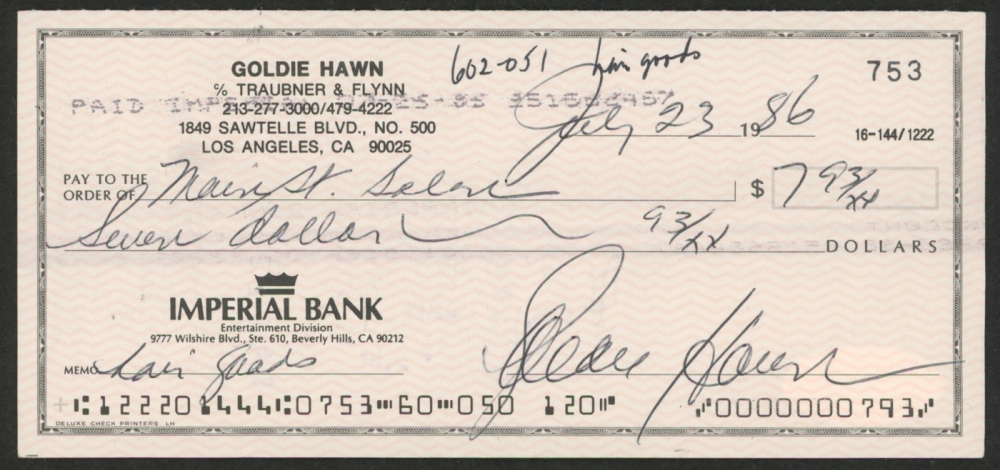 602-051 hair goods
GOLDIE HAWN
753
% TRAUBNER & FLYNN
PAID
213-277-3000/479-4222
July 23 1986
1849 SAWTELLE BLVD., NO. 500
16-144/1222
LOS ANGELES, CA 90025
PAY TO THE
ORDER OF Main St. Salon $ 7 93/xx
Seven dollars 93/xx DOLLARS
IMPERIAL BANK
Entertainment Division
9777 Wilshire Blvd., Ste. 610, Beverly Hills, CA 90212
MEMO hair goods Goldie Hawn
⑆122201444⑆0753⑈60⑈050 120⑈ ⑈0000000793⑈
DELUXE CHECK PRINTERS LH